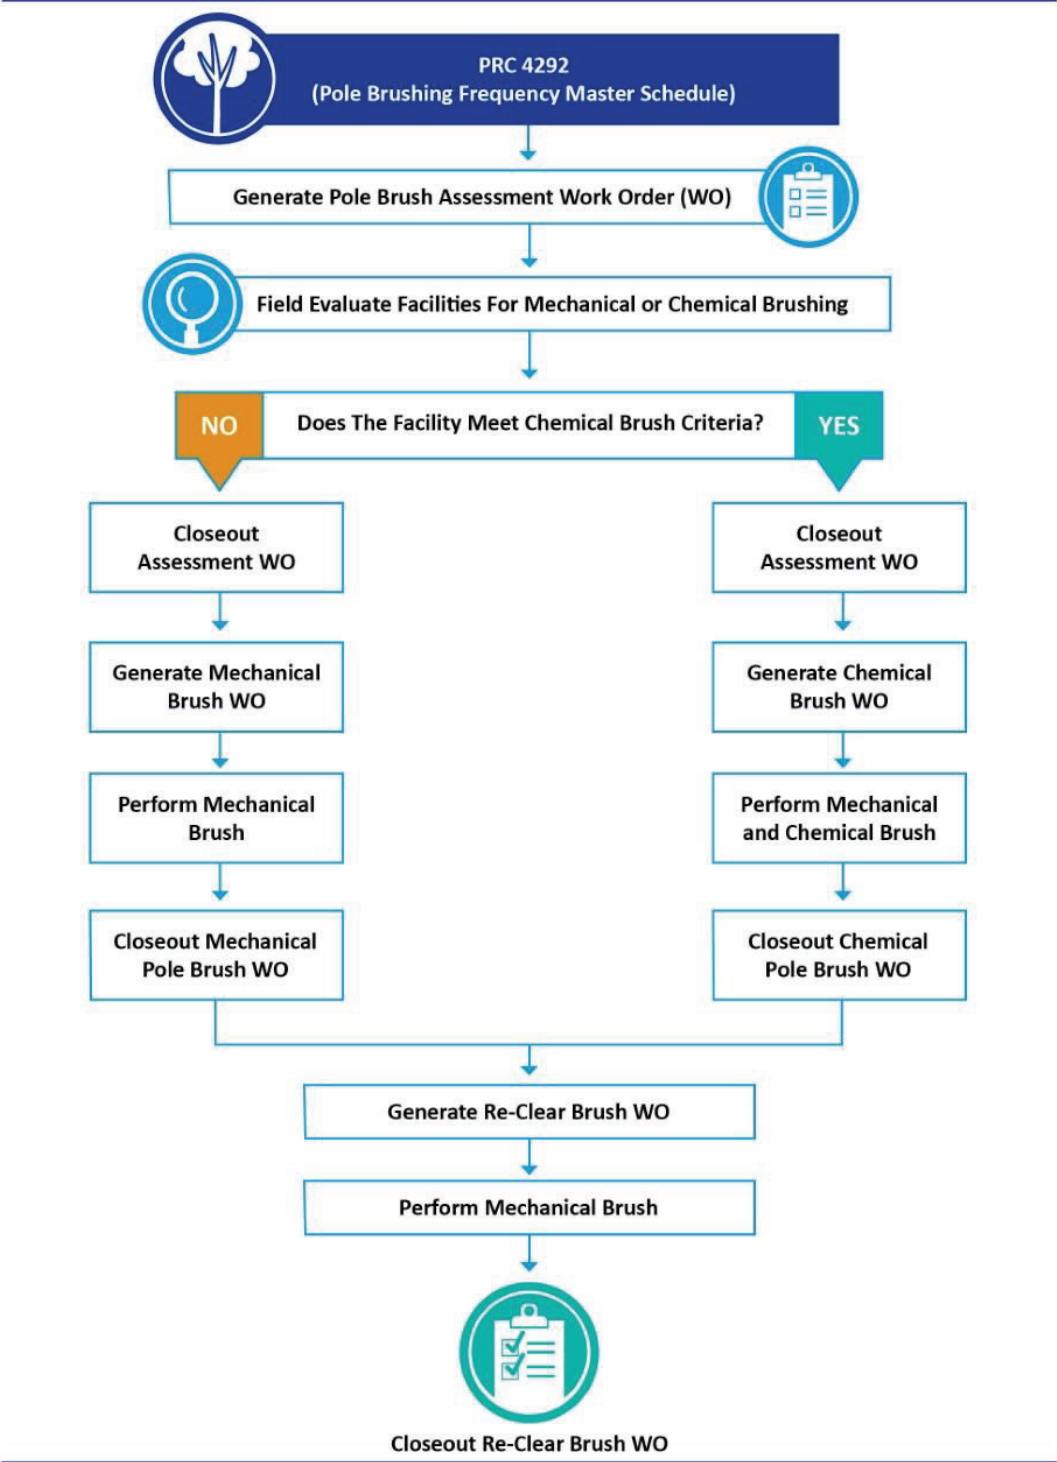 PRC 4292
(Pole Brushing Frequency Master Schedule)
Generate Pole Brush Assessment Work Order (WO)
Field Evaluate Facilities For Mechanical or Chemical Brushing
NO
Does The Facility Meet Chemical Brush Criteria?
YES
Closeout
Assessment WO
Generate Mechanical
Brush WO
Perform Mechanical
Brush
Closeout Mechanical
Pole Brush WO
Closeout
Assessment WO
Generate Chemical
Brush WO
Perform Mechanical
and Chemical Brush
Closeout Chemical
Pole Brush WO
Generate Re-Clear Brush WO
Perform Mechanical Brush
Closeout Re-Clear Brush WO